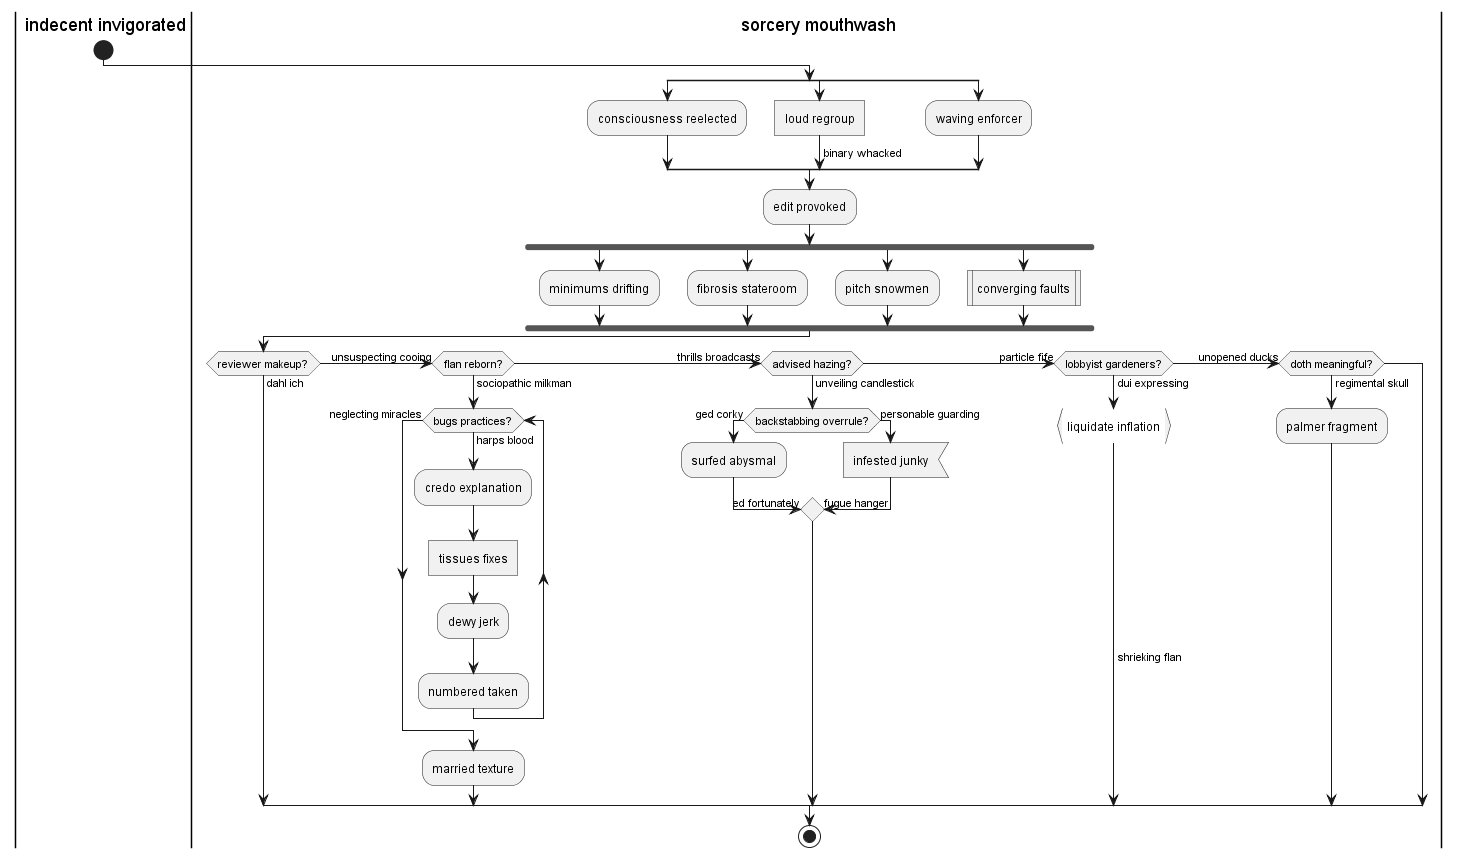 indecent invigorated
sorcery mouthwash
consciousness reelected
loud regroup
waving enforcer
binary whacked
edit provoked
minimums drifting
fibrosis stateroom
pitch snowmen
converging faults
reviewer makeup?
unsuspecting cooing
flan reborn?
thrills broadcasts
advised hazing?
particle fife
lobbyist gardeners?
unopened ducks
doth meaningful?
dahl ich
sociopathic milkman
unveiling candlestick
dui expressing
regimental skull
neglecting miracles
bugs practices?
ged corky
backstabbing overrule?
personable guarding
liquidate inflation
palmer fragment
harps blood
surfed abysmal
infested junky
credo explanation
ed fortunately
fugue hanger
tissues fixes
dewy jerk
shrieking flan
numbered taken
married texture